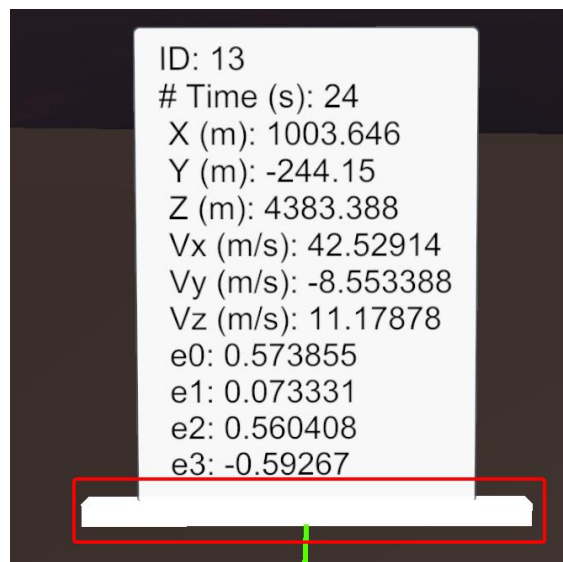 ID: 13
# Time (s): 24
X (m): 1003.646
Y (m): -244.15
Z (m): 4383.388
Vx (m/s): 42.52914
Vy (m/s): -8.553388
Vz (m/s): 11.17878
e0: 0.573855
e1: 0.073331
e2: 0.560408
e3: -0.59267